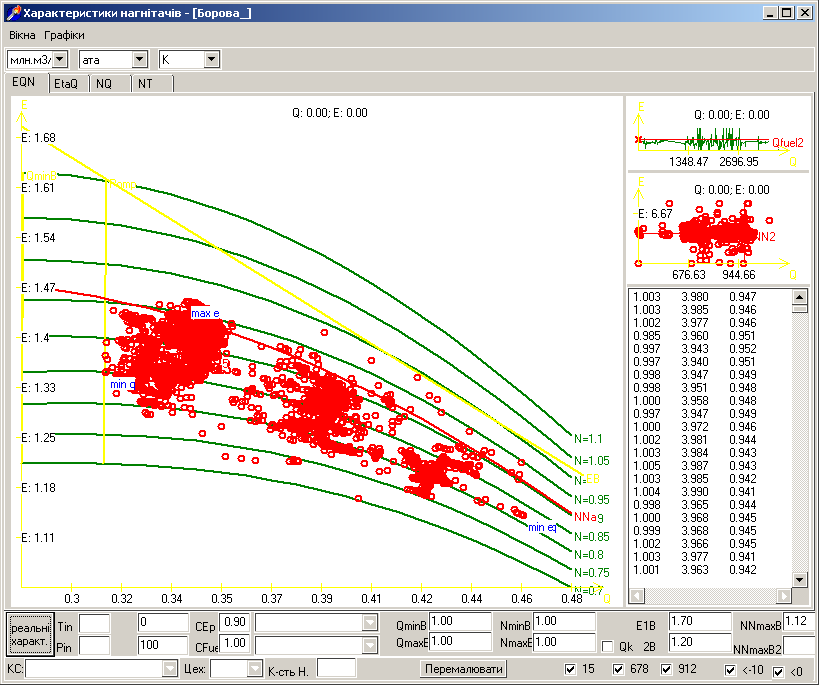 Характеристики нагнітачів - [Борова_]
Вікна Графіки
млн.м3/ ата К
EQN EtaQ NQ NT
E
Q: 0.00; E: 0.00
E: 1.68
QminB
E: 1.61
E: 1.54
E: 1.47
max e
E: 1.4
min q
E: 1.33
E: 1.25
E: 1.18
E: 1.11
N=1.1
N=1.05
N=
EB
N=0.95
NNa9
min eq
N=0.85
N=0.8
N=0.75
N=0.7
0.3 0.32 0.34 0.35 0.37 0.39 0.41 0.42 0.44 0.46 0.48 Q
E
Q: 0.00; E: 0.00
Qfuel2
1348.47 2696.95 Q
E
Q: 0.00; E: 0.00
E: 6.67
NN2
676.63 944.66 Q
1.003 3.980 0.947
1.003 3.985 0.946
1.002 3.977 0.946
0.985 3.960 0.951
0.997 3.943 0.952
0.997 3.940 0.951
0.998 3.947 0.949
0.998 3.951 0.948
1.000 3.958 0.948
0.997 3.947 0.949
1.000 3.972 0.946
1.002 3.981 0.944
1.003 3.984 0.943
1.005 3.987 0.943
1.003 3.985 0.942
1.004 3.990 0.941
0.998 3.965 0.944
1.000 3.968 0.945
1.000 3.968 0.945
1.002 3.966 0.945
1.003 3.977 0.941
1.001 3.963 0.942
реальні характ.
Tin 0 CEp 0.90 QminB 1.00 NminB 1.00 E1B 1.70 NNmaxB 1.12
Pin 100 CFue 1.00 QmaxE 1.00 NmaxE 1.00 Qk 2B 1.20 NNmaxB2
КС: Цех: К-сть Н. Перемалювати 15 678 912 <-10 <0